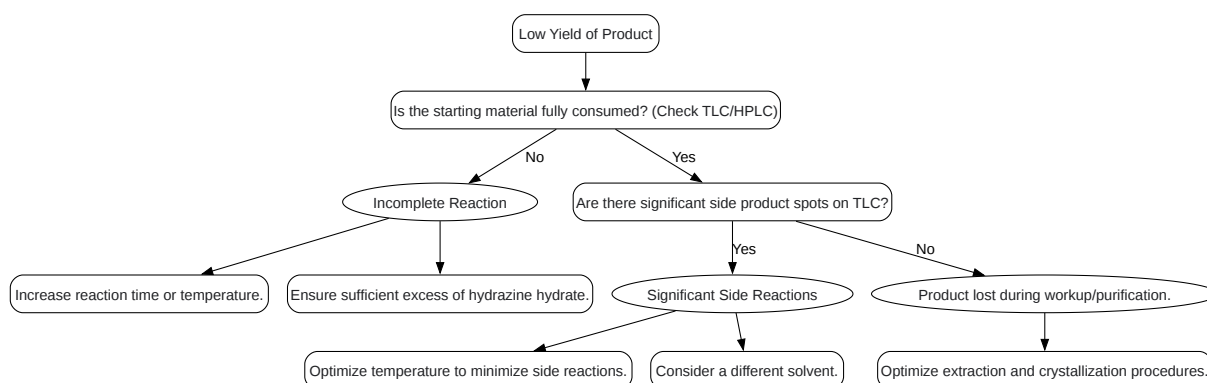 Low Yield of Product
Is the starting material fully consumed? (Check TLC/HPLC)
No
Yes
Incomplete Reaction
Are there significant side product spots on TLC?
Yes
No
Increase reaction time or temperature.
Ensure sufficient excess of hydrazine hydrate.
Significant Side Reactions
Product lost during workup/purification.
Optimize temperature to minimize side reactions.
Consider a different solvent.
Optimize extraction and crystallization procedures.